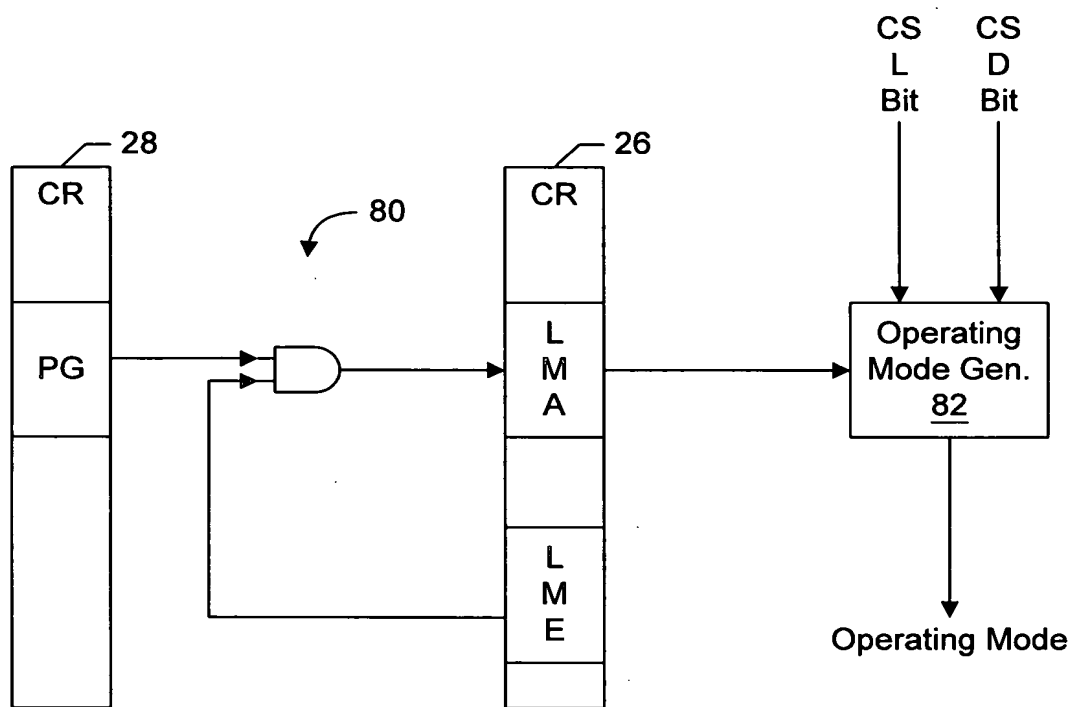 CS
L
Bit
CS
D
Bit
28
CR
PG
80
26
CR
L
M
A
L
M
E
Operating
Mode Gen.
82
Operating Mode